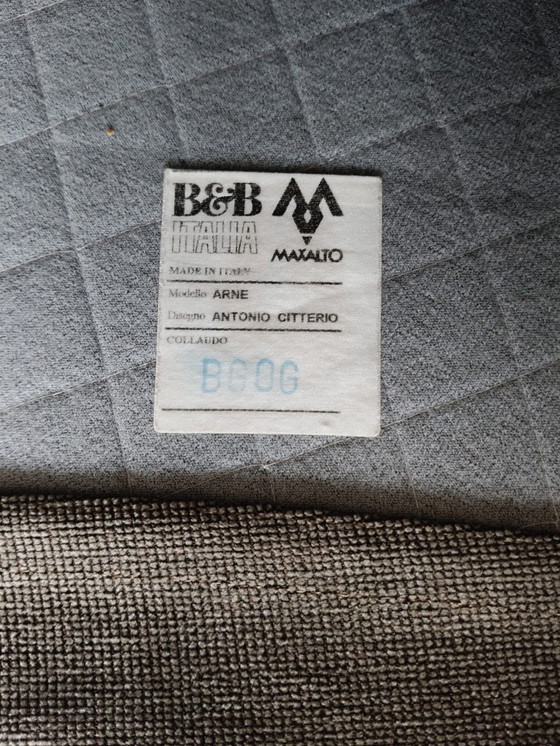 B&B
ITALIA
MAXALTO
MADE IN ITALY
Modello ARNE
Disegno ANTONIO CITTERIO
COLLAUDO
BGOG